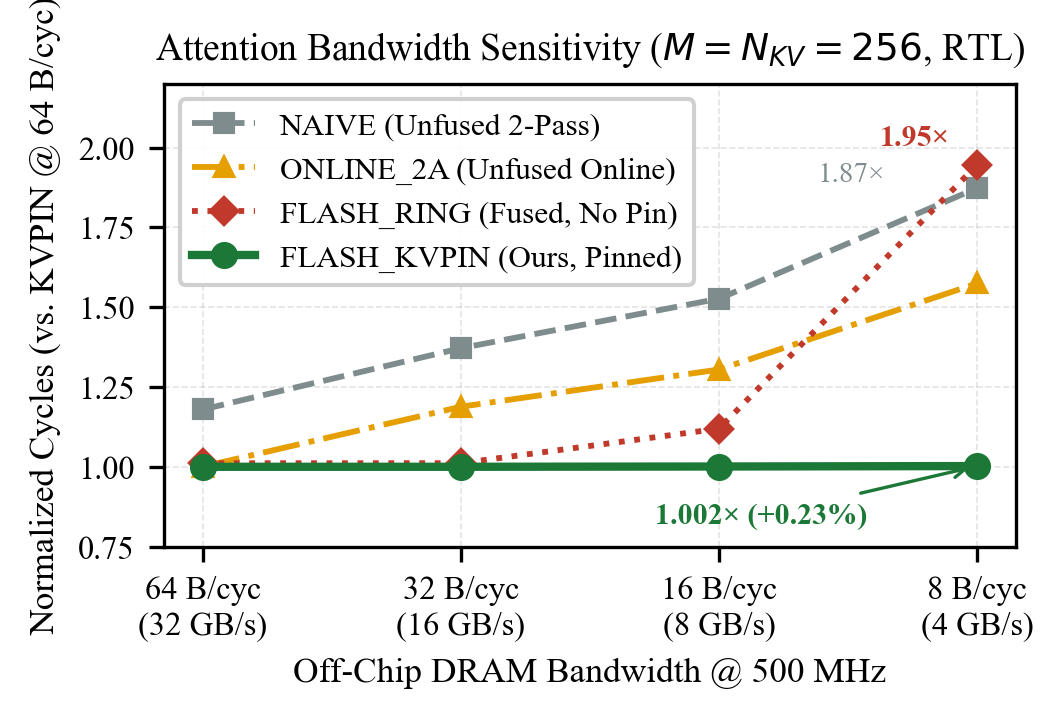 Attention Bandwidth Sensitivity (M = N_{KV} = 256, RTL)
Normalized Cycles (vs. KVPIN @ 64 B/cyc)
2.00
1.75
1.50
1.25
1.00
0.75
NAIVE (Unfused 2-Pass)
ONLINE_2A (Unfused Online)
FLASH_RING (Fused, No Pin)
FLASH_KVPIN (Ours, Pinned)
1.95×
1.87×
1.002× (+0.23%)
64 B/cyc
(32 GB/s)
32 B/cyc
(16 GB/s)
16 B/cyc
(8 GB/s)
8 B/cyc
(4 GB/s)
Off-Chip DRAM Bandwidth @ 500 MHz